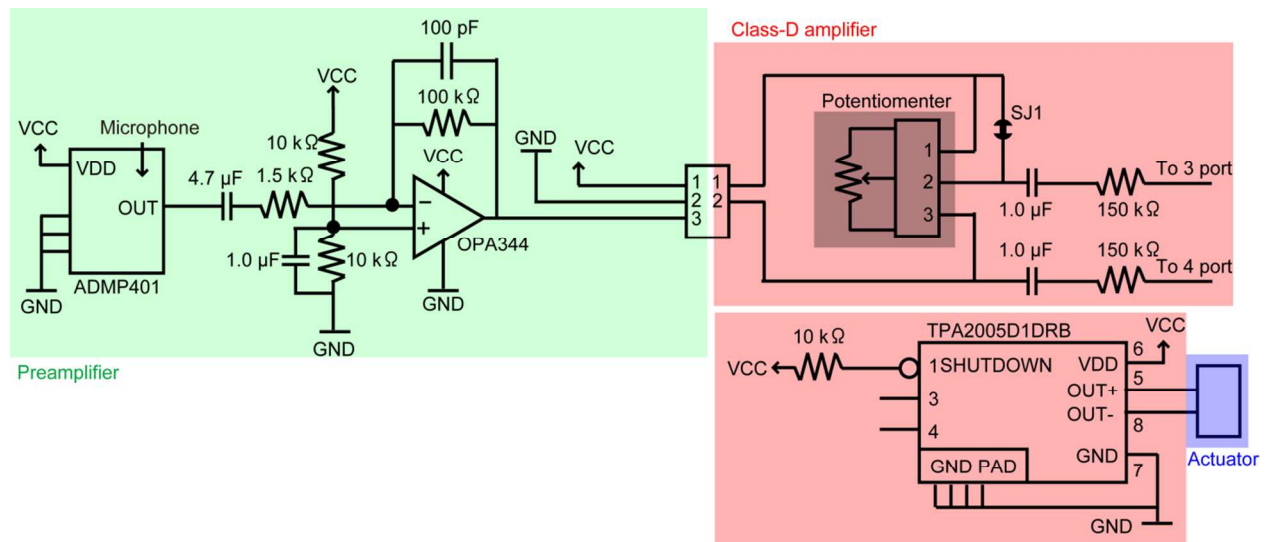 Class-D amplifier
100 pF
VCC
100 kΩ
Potentiomenter
SJ1
VCC
Microphone
10 kΩ
GND
VCC
VCC
1
VDD
4.7 μF
1.5 kΩ
1
1
2
To 3 port
OUT
−
2
2
3
+
3
1.0 μF
150 kΩ
OPA344
1.0 μF
150 kΩ
1.0 μF
10 kΩ
To 4 port
ADMP401
GND
GND
GND
TPA2005D1DRB
VCC
10 kΩ
6
Preamplifier
VCC
1SHUTDOWN
VDD
5
3
OUT+
OUT-
4
8
GND
GND PAD
7
Actuator
GND